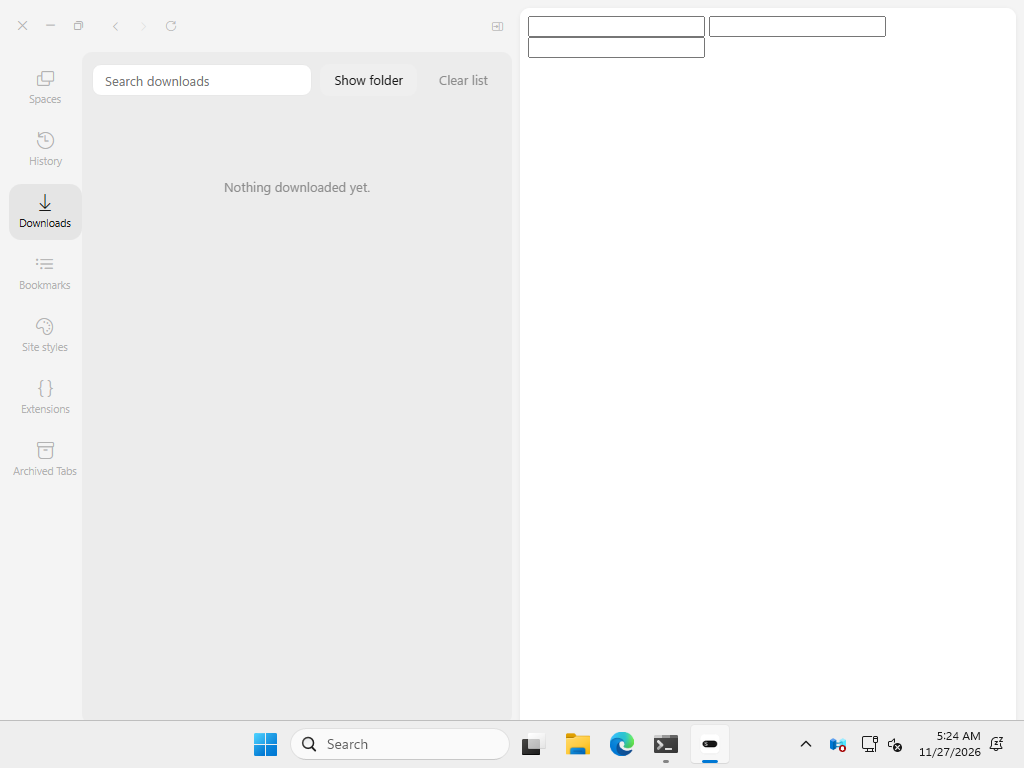 Spaces
History
Downloads
Bookmarks
Site styles
Extensions
Archived Tabs
Search downloads
Show folder
Clear list
Nothing downloaded yet.
Search
5:24 AM
11/27/2026